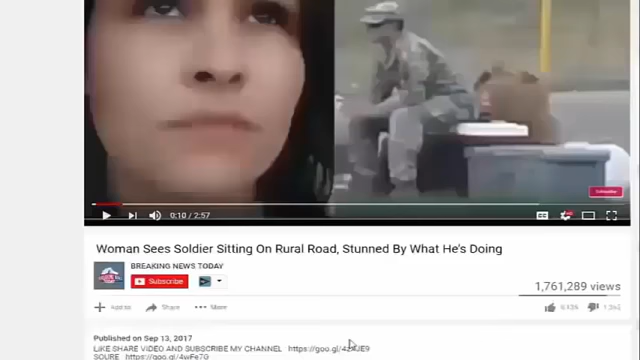 Subscribe
0:10 / 2:57
Woman Sees Soldier Sitting On Rural Road, Stunned By What He's Doing
BREAKING NEWS TODAY
Subscribe
1,761,289 views
Add to Share More
Published on Sep 13, 2017
LIKE SHARE VIDEO AND SUBSCRIBE MY CHANNEL
SOURE